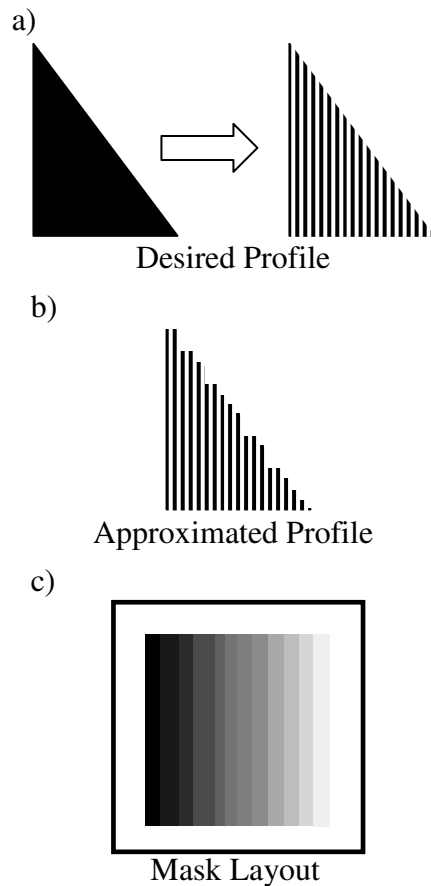 a)
Desired Profile
b)
Approximated Profile
c)
Mask Layout